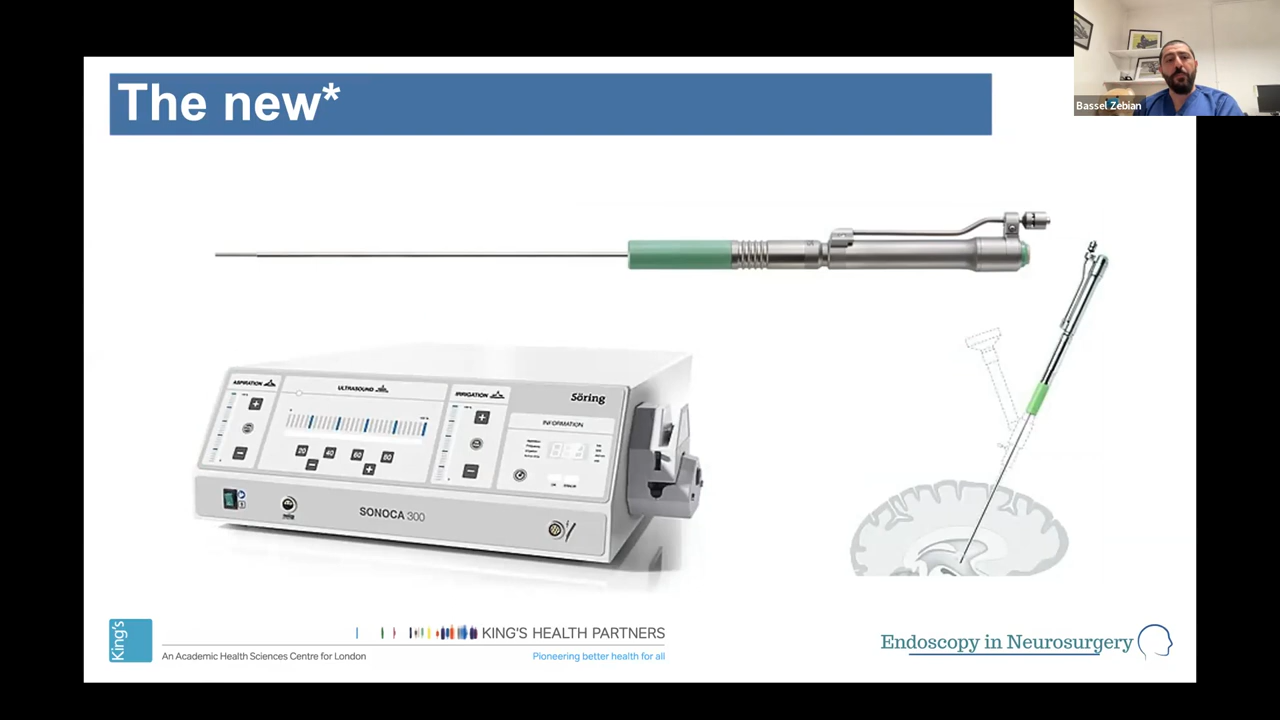 The new*
Bassel Zebian
ASPIRATION
ULTRASOUND
IRRIGATION
Söring
INFORMATION
20 40 60 80
SONOCA 300
King's
KING'S HEALTH PARTNERS
An Academic Health Sciences Centre for London
Pioneering better health for all
Endoscopy in Neurosurgery